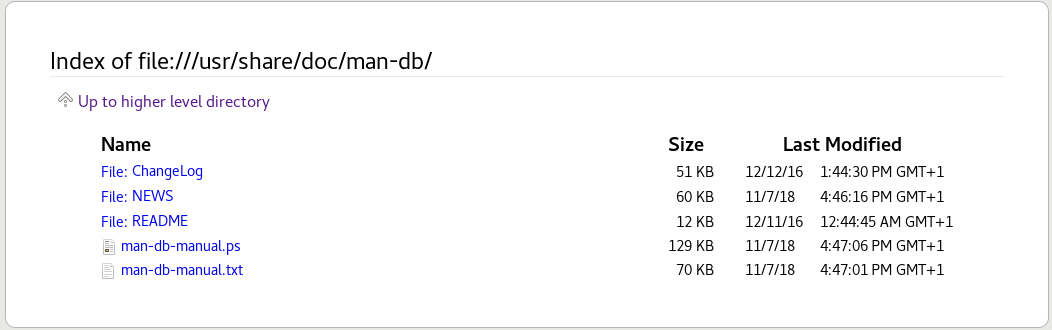 Index of file:///usr/share/doc/man-db/
Up to higher level directory
Name Size Last Modified
File: ChangeLog 51 KB 12/12/16 1:44:30 PM GMT+1
File: NEWS 60 KB 11/7/18 4:46:16 PM GMT+1
File: README 12 KB 12/11/16 12:44:45 AM GMT+1
man-db-manual.ps 129 KB 11/7/18 4:47:06 PM GMT+1
man-db-manual.txt 70 KB 11/7/18 4:47:01 PM GMT+1